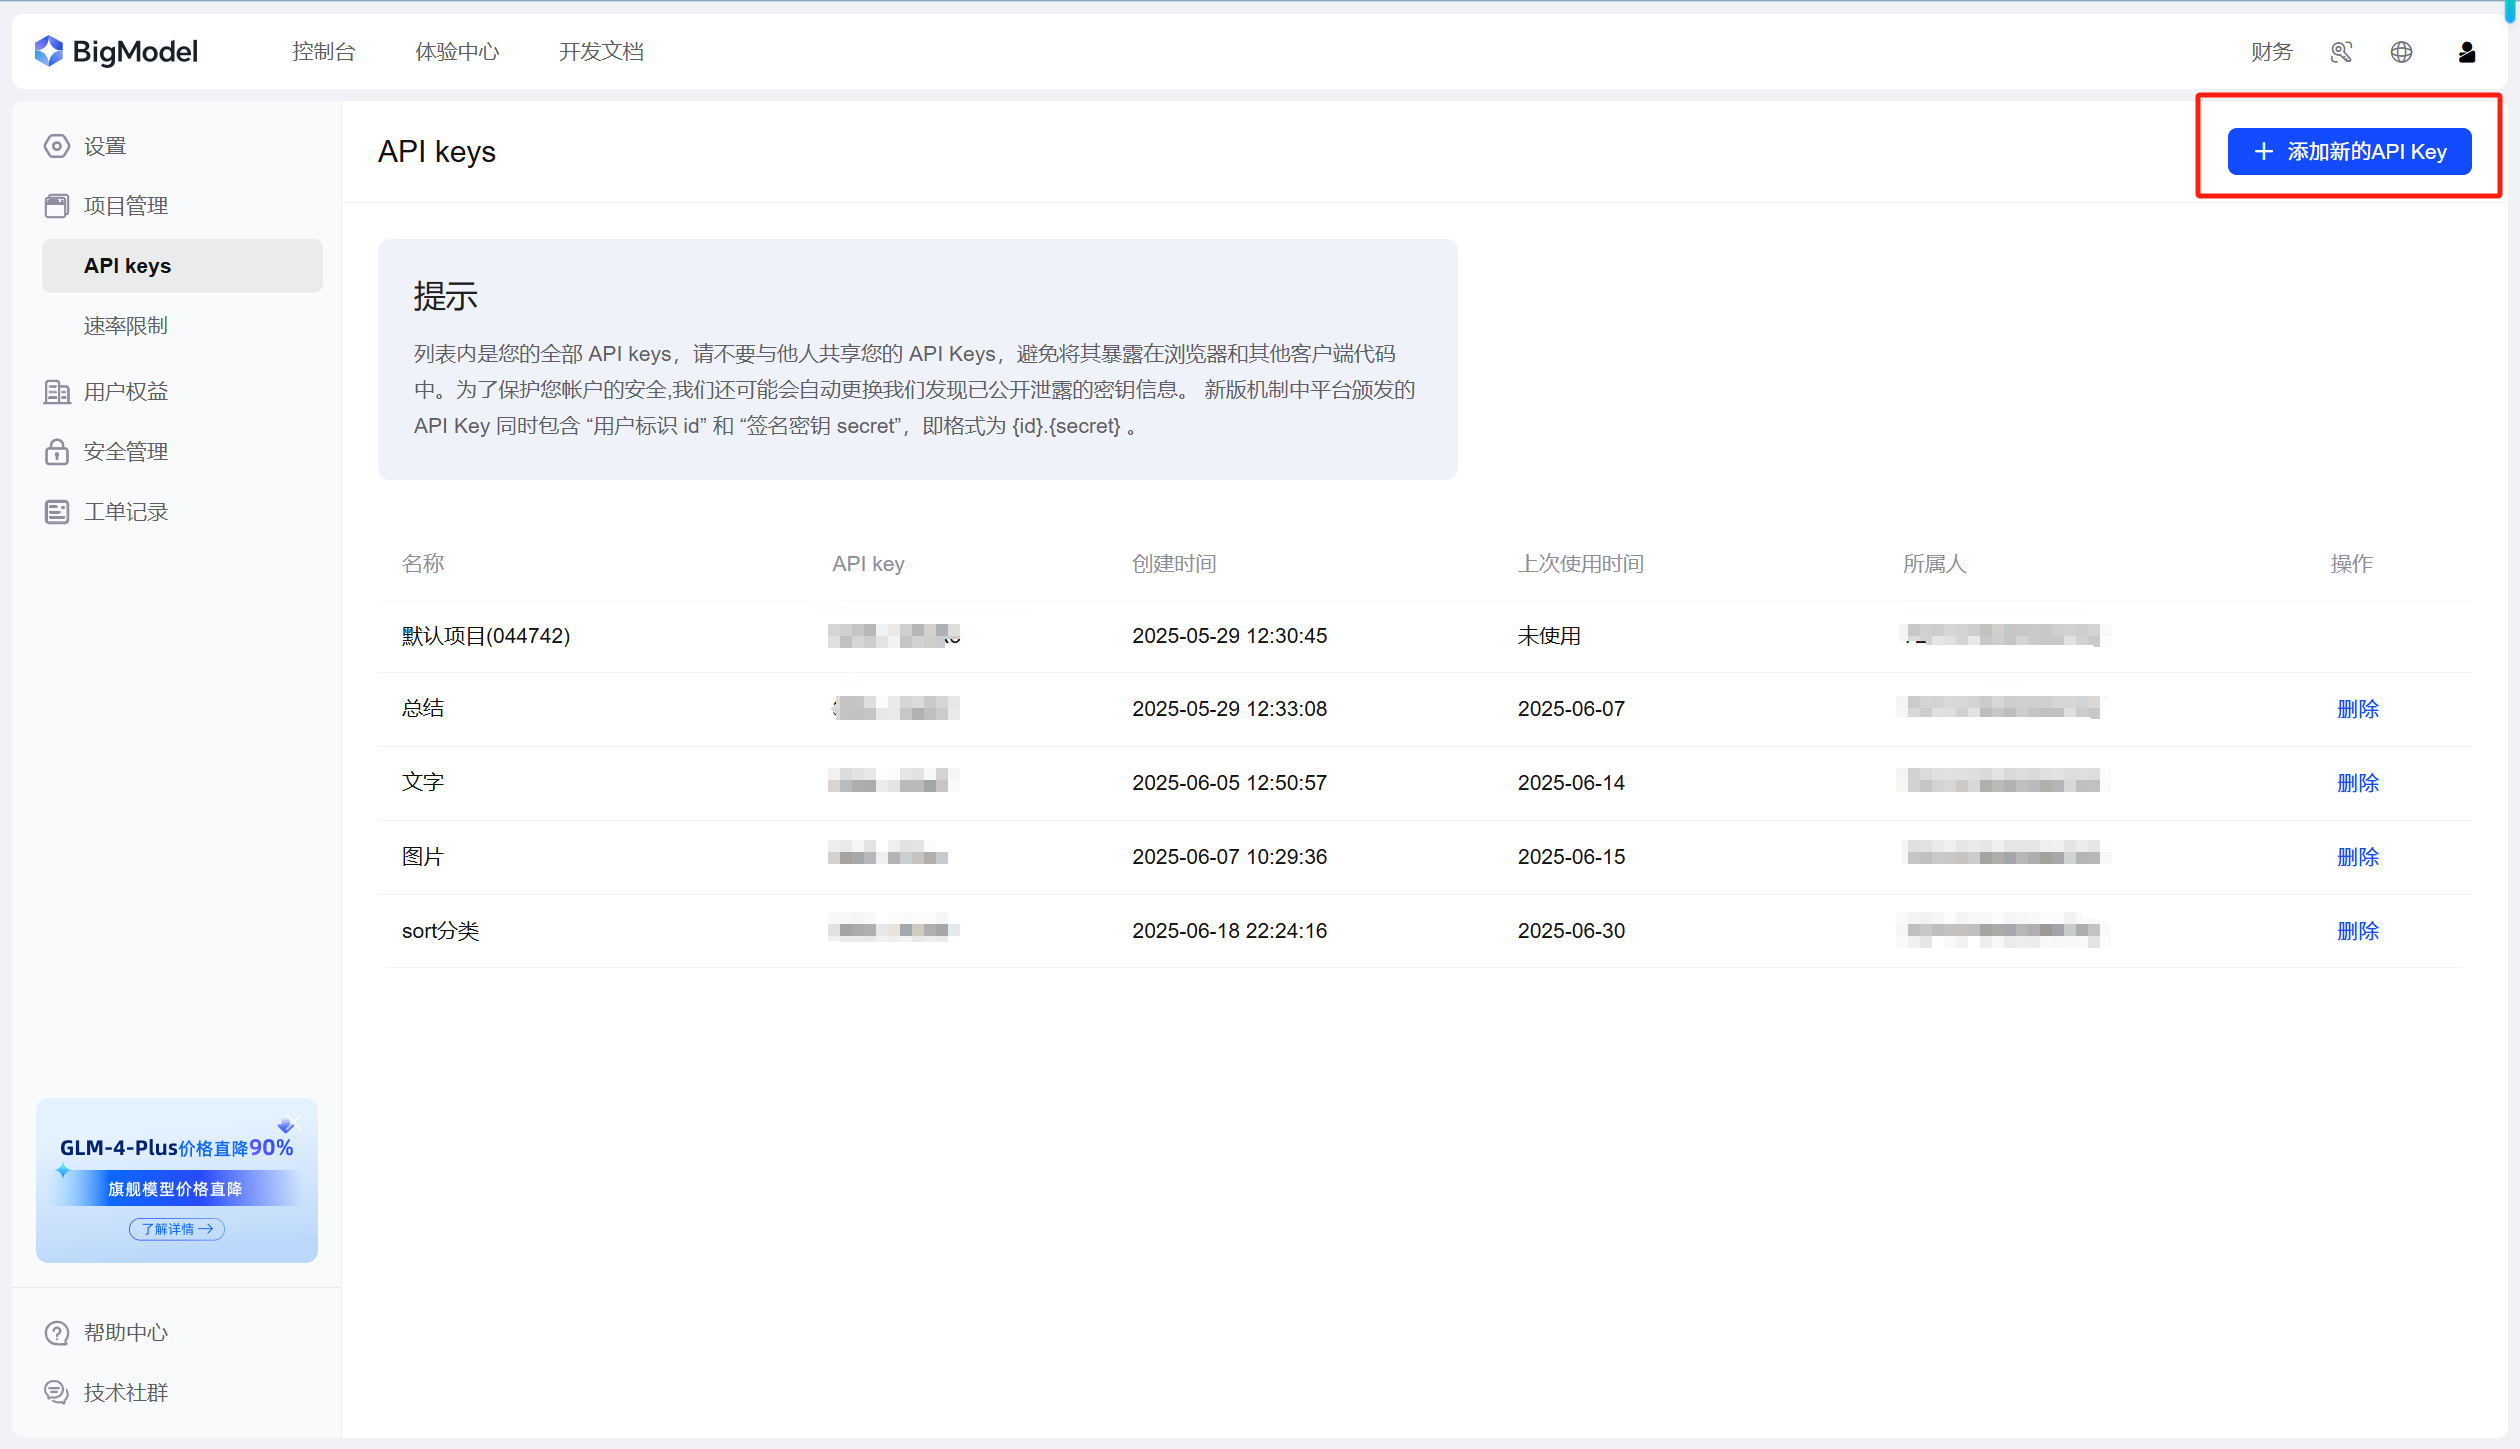 BigModel
控制台
体验中心
开发文档
财务
设置
项目管理
API keys
速率限制
用户权益
安全管理
工单记录
API keys
添加新的API Key
提示
列表内是您的全部 API keys，请不要与他人共享您的 API Keys，避免将其暴露在浏览器和其他客户端代码
中。为了保护您帐户的安全,我们还可能会自动更换我们发现已公开泄露的密钥信息。 新版机制中平台颁发的
API Key 同时包含 “用户标识 id” 和 “签名密钥 secret”，即格式为 {id}.{secret} 。
名称 API key 创建时间 上次使用时间 所属人 操作
默认项目(044742) 2025-05-29 12:30:45 未使用
总结 2025-05-29 12:33:08 2025-06-07 删除
文字 2025-06-05 12:50:57 2025-06-14 删除
图片 2025-06-07 10:29:36 2025-06-15 删除
sort分类 2025-06-18 22:24:16 2025-06-30 删除
GLM-4-Plus价格直降90%
旗舰模型价格直降
了解详情
帮助中心
技术社群